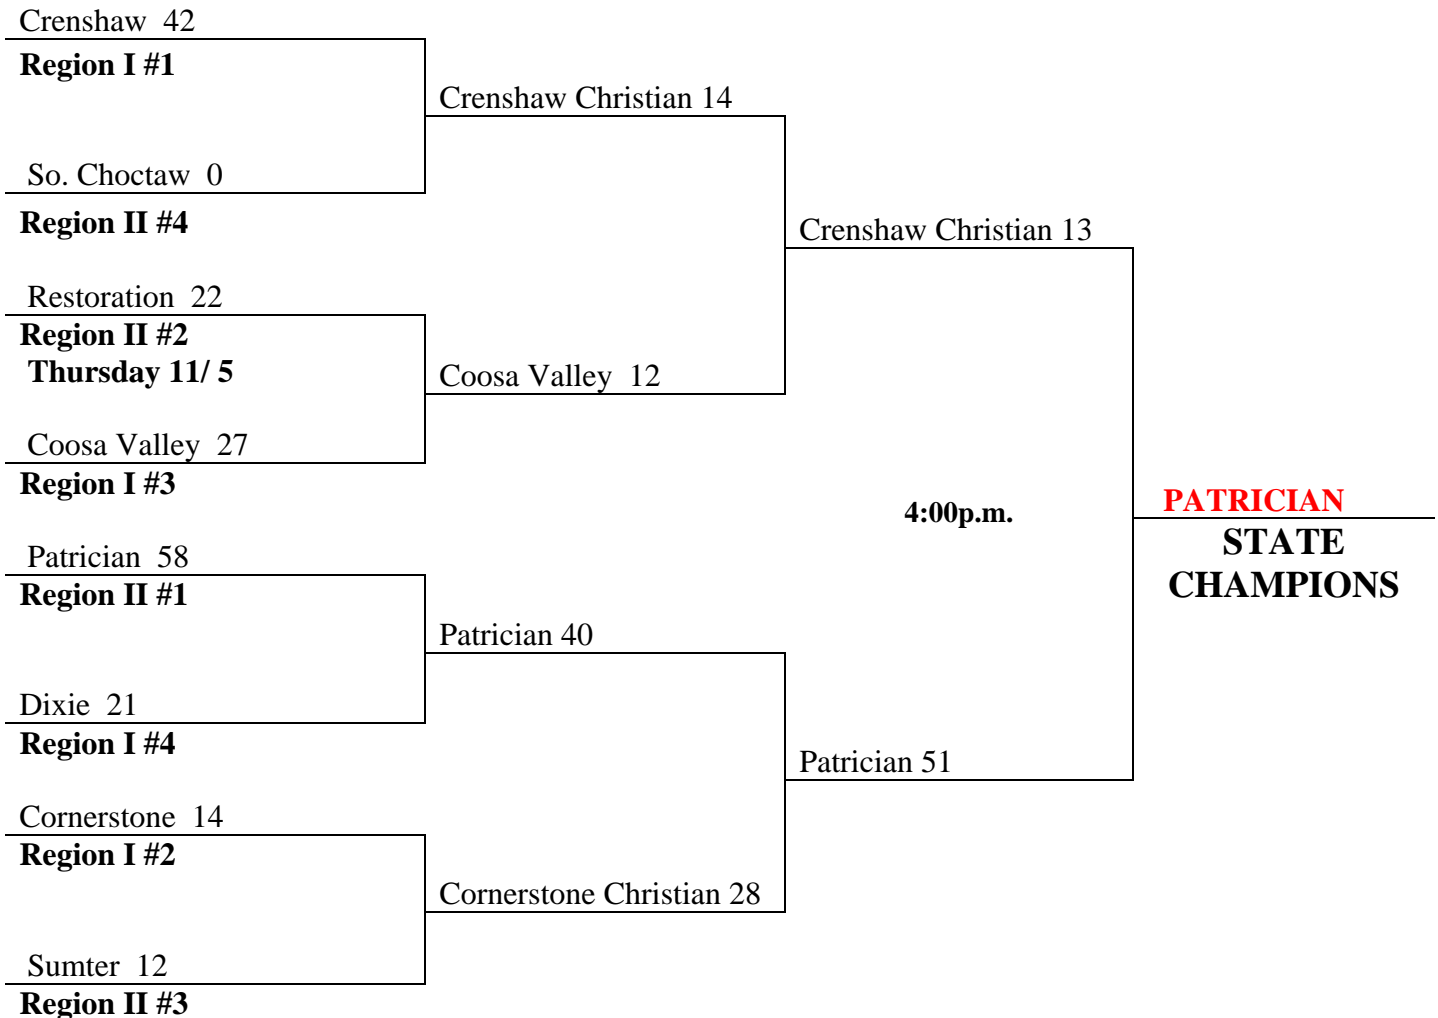 Crenshaw  42
Region I #1
Crenshaw Christian 14
So. Choctaw  0
Region II #4
Crenshaw Christian 13
Restoration  22
Region II #2
Thursday 11/ 5
Coosa Valley  12
Coosa Valley  27
Region I #3
4:00p.m.
PATRICIAN
STATE
CHAMPIONS
Patrician  58
Region II #1
Patrician 40
Dixie  21
Region I #4
Patrician 51
Cornerstone  14
Region I #2
Cornerstone Christian 28
Sumter  12
Region II #3